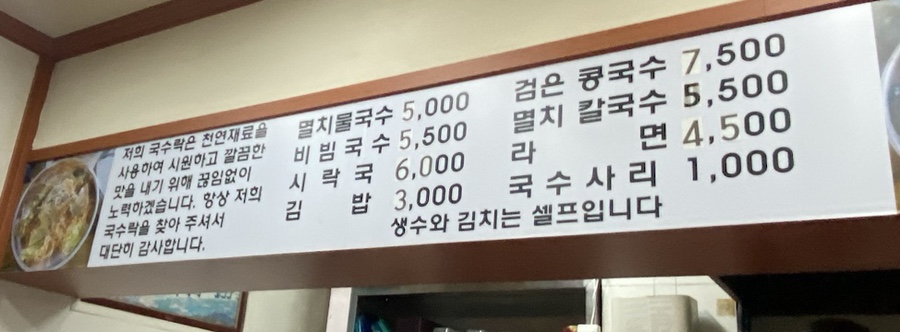 저희 국수락은 천연재료을
사용하여 시원하고 깔끔한
맛을 내기 위해 끊임없이
노력하겠습니다. 항상 저희
국수락을 찾아 주셔서
대단히 감사합니다.
멸치물국수 5,000
비빔국수 5,500
시락국 6,000
김 밥 3,000
검은 콩국수 7,500
멸치 칼국수 5,500
라 면 4,500
국수사리 1,000
생수와 김치는 셀프입니다